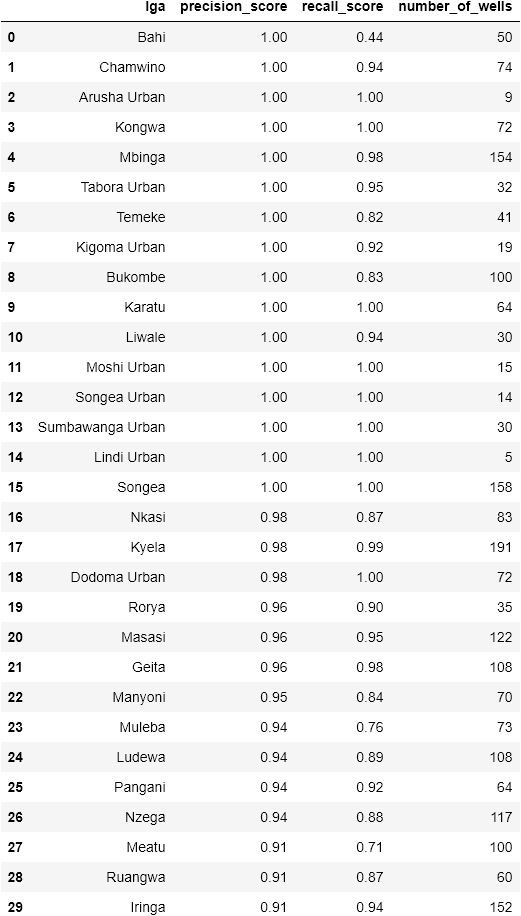 lga precision_score recall_score number_of_wells
0 Bahi 1.00 0.44 50
1 Chamwino 1.00 0.94 74
2 Arusha Urban 1.00 1.00 9
3 Kongwa 1.00 1.00 72
4 Mbinga 1.00 0.98 154
5 Tabora Urban 1.00 0.95 32
6 Temeke 1.00 0.82 41
7 Kigoma Urban 1.00 0.92 19
8 Bukombe 1.00 0.83 100
9 Karatu 1.00 1.00 64
10 Liwale 1.00 0.94 30
11 Moshi Urban 1.00 1.00 15
12 Songea Urban 1.00 1.00 14
13 Sumbawanga Urban 1.00 1.00 30
14 Lindi Urban 1.00 1.00 5
15 Songea 1.00 1.00 158
16 Nkasi 0.98 0.87 83
17 Kyela 0.98 0.99 191
18 Dodoma Urban 0.98 1.00 72
19 Rorya 0.96 0.90 35
20 Masasi 0.96 0.95 122
21 Geita 0.96 0.98 108
22 Manyoni 0.95 0.84 70
23 Muleba 0.94 0.76 73
24 Ludewa 0.94 0.89 108
25 Pangani 0.94 0.92 64
26 Nzega 0.94 0.88 117
27 Meatu 0.91 0.71 100
28 Ruangwa 0.91 0.87 60
29 Iringa 0.91 0.94 152